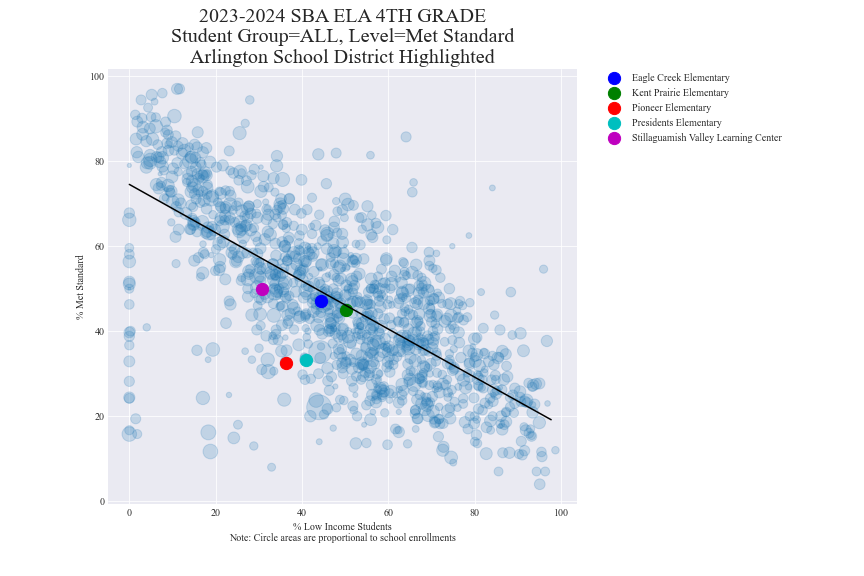 2023-2024 SBA ELA 4TH GRADE
Student Group=ALL, Level=Met Standard
Arlington School District Highlighted
Eagle Creek Elementary
Kent Prairie Elementary
Pioneer Elementary
Presidents Elementary
Stillaguamish Valley Learning Center
% Met Standard
100
80
60
40
20
0
0 20 40 60 80 100
% Low Income Students
Note: Circle areas are proportional to school enrollments